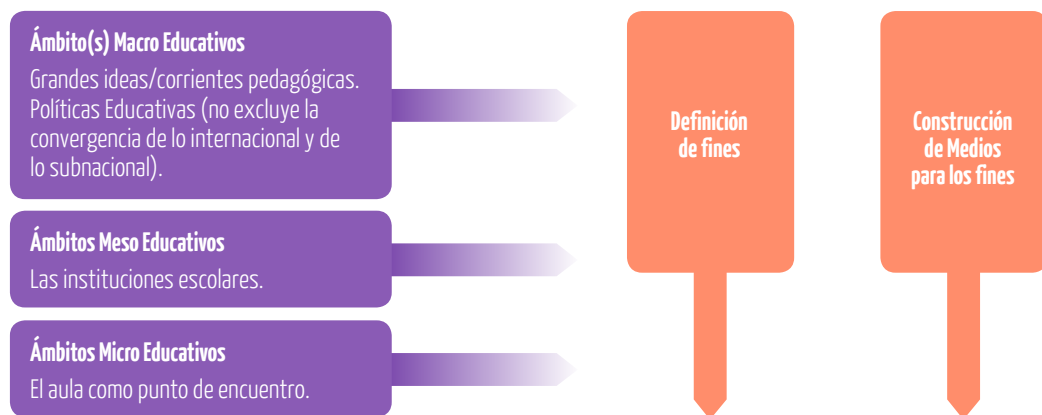 Ámbito(s) Macro Educativos
Grandes ideas/corrientes pedagógicas.
Políticas Educativas (no excluye la
convergencia de lo internacional y de
lo subnacional).
Ámbitos Meso Educativos
Las instituciones escolares.
Ámbitos Micro Educativos
El aula como punto de encuentro.
Definición
de fines
Construcción
de Medios
para los fines